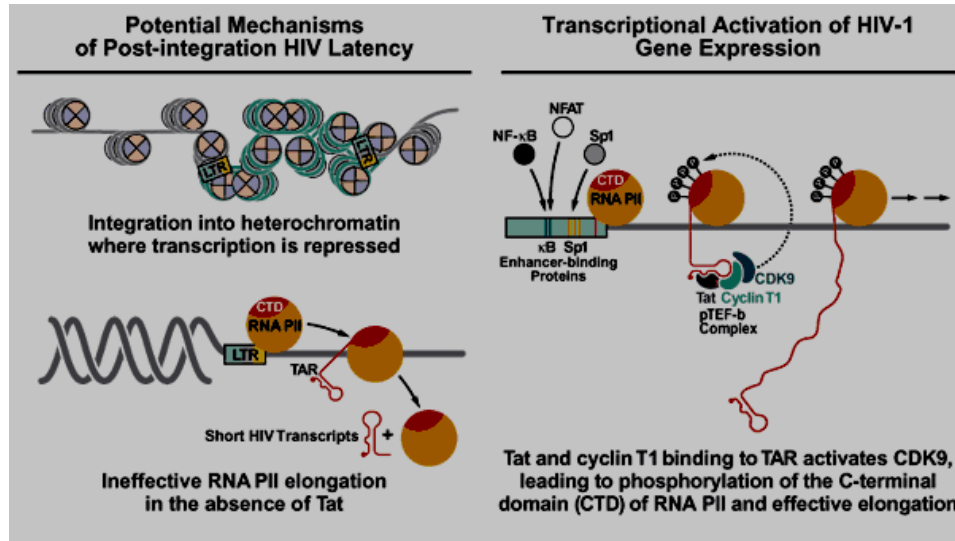 Potential Mechanisms
of Post-integration HIV Latency
LTR
LTR
Integration into heterochromatin
where transcription is repressed
CTD
RNA PII
LTR
TAR
Short HIV Transcripts
+
Ineffective RNA PII elongation
in the absence of Tat
Transcriptional Activation of HIV-1
Gene Expression
NFAT
NF-κB
Sp1
CTD
RNA PII
κB Sp1
Enhancer-binding
Proteins
CDK9
Tat Cyclin T1
pTEF-b
Complex
Tat and cyclin T1 binding to TAR activates CDK9,
leading to phosphorylation of the C-terminal
domain (CTD) of RNA PII and effective elongation